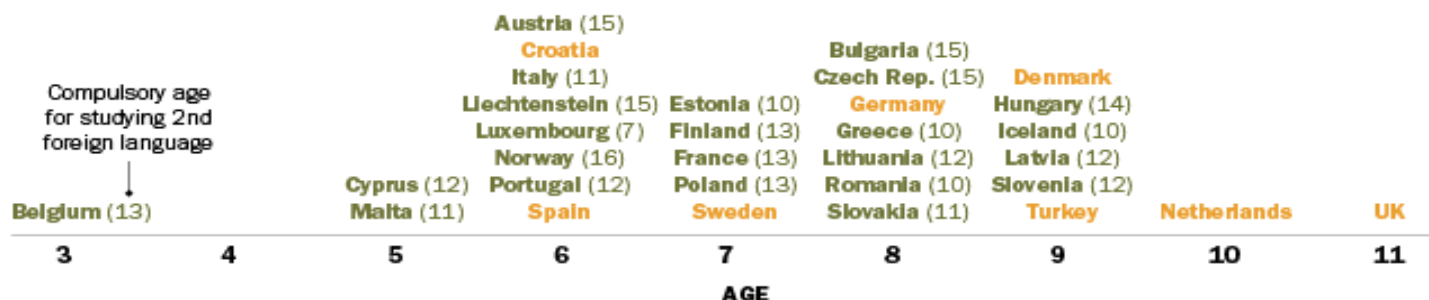 Compulsory age
for studying 2nd
foreign language
Belgium (13)
Cyprus (12)
Malta (11)
Austria (15)
Croatia
Italy (11)
Liechtenstein (15)
Luxembourg (7)
Norway (16)
Portugal (12)
Spain
Estonia (10)
Finland (13)
France (13)
Poland (13)
Sweden
Bulgaria (15)
Czech Rep. (15)
Germany
Greece (10)
Lithuania (12)
Romania (10)
Slovakia (11)
Denmark
Hungary (14)
Iceland (10)
Latvia (12)
Slovenia (12)
Turkey
Netherlands
UK
3 4 5 6 7 8 9 10 11
AGE